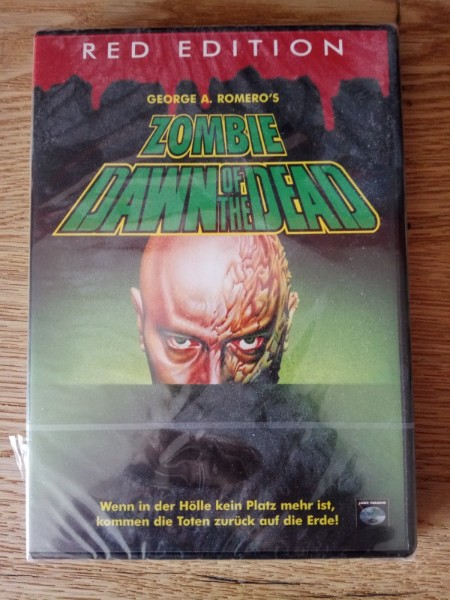 RED EDITION
GEORGE A. ROMERO'S
ZOMBIE
DAWN OF THE DEAD
Wenn in der Hölle kein Platz mehr ist,
kommen die Toten zurück auf die Erde!